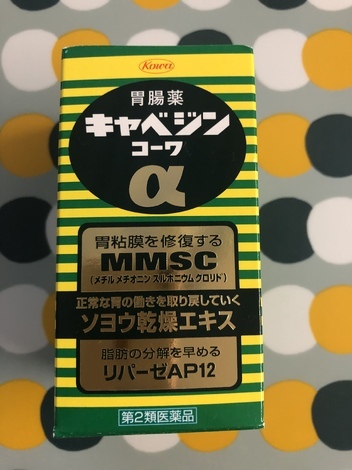 Kowa
胃腸薬
キャベジン
コーワ
α
胃粘膜を修復する
MMSC
(メチルメチオニンスルホニウムクロリド)
正常な胃の働きを取り戻していく
ソヨウ乾燥エキス
脂肪の分解を早める
リパーゼAP12
第2類医薬品